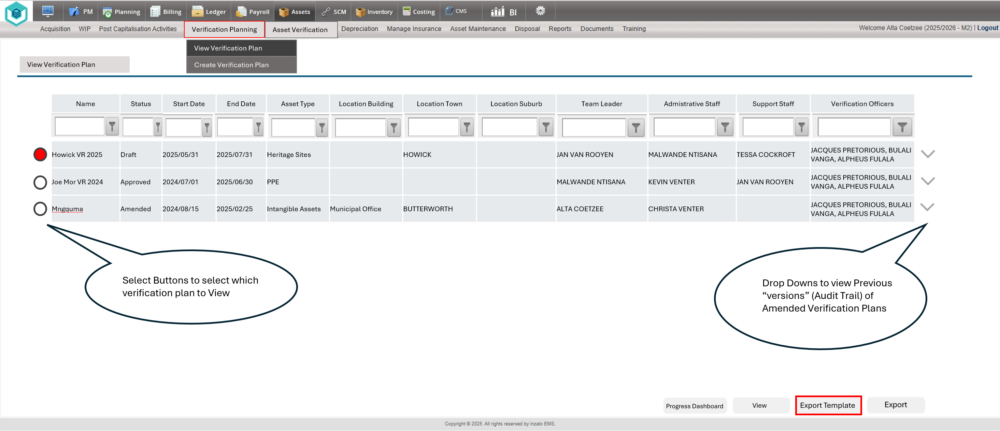 PM Planning Billing Ledger Payroll Assets SCM Inventory Costing CMS BI
Acquisition WIP Post Capitalisation Activities Verification Planning Asset Verification Depreciation Manage Insurance Asset Maintenance Disposal Reports Documents Training Welcome Alta Coetzee (2025/2026 - M2) | Logout
View Verification Plan
Create Verification Plan
View Verification Plan
Name Status Start Date End Date Asset Type Location Building Location Town Location Suburb Team Leader Admistrative Staff Support Staff Verification Officers
Howick VR 2025 Draft 2025/05/31 2025/07/31 Heritage Sites HOWICK JAN VAN ROOYEN MALWANDE NTISANA TESSA COCKROFT JACQUES PRETORIOUS, BULALI
VANGA, ALPHEUS FULALA
Joe Mor VR 2024 Approved 2024/07/01 2025/06/30 PPE MALWANDE NTISANA KEVIN VENTER JAN VAN ROOYEN JACQUES PRETORIOUS, BULALI
VANGA, ALPHEUS FULALA
Mngquma Amended 2024/08/15 2025/02/25 Intangible Assets Municipal Office BUTTERWORTH ALTA COETZEE CHRISTA VENTER JACQUES PRETORIOUS, BULALI
VANGA, ALPHEUS FULALA
Select Buttons to select which
verification plan to View
Drop Downs to view Previous
“versions” (Audit Trail) of
Amended Verification Plans
Progress Dashboard View Export Template Export
Copyright © 2025. All rights reserved by inzalo EMS.